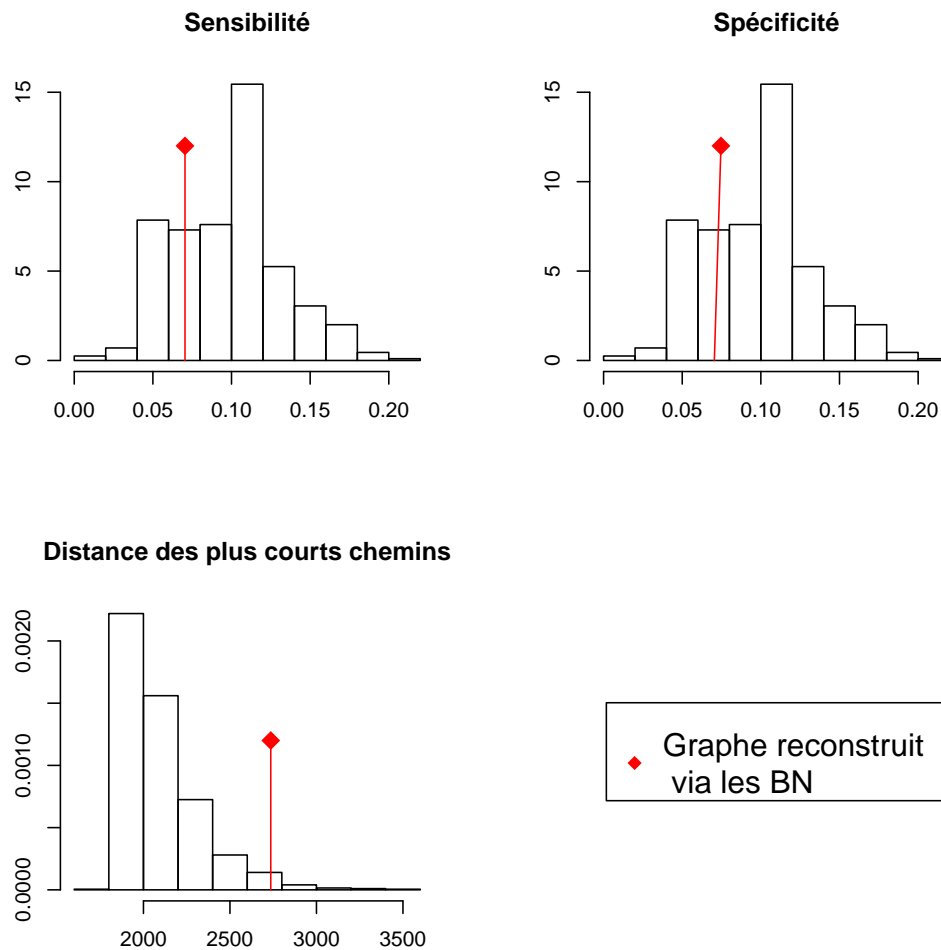 Sensibilité
Spécificité
15
10
5
0
0.00 0.05 0.10 0.15 0.20
15
10
5
0
0.00 0.05 0.10 0.15 0.20
Distance des plus courts chemins
0.0020
0.0010
0.0000
2000 2500 3000 3500
Graphe reconstruit
via les BN